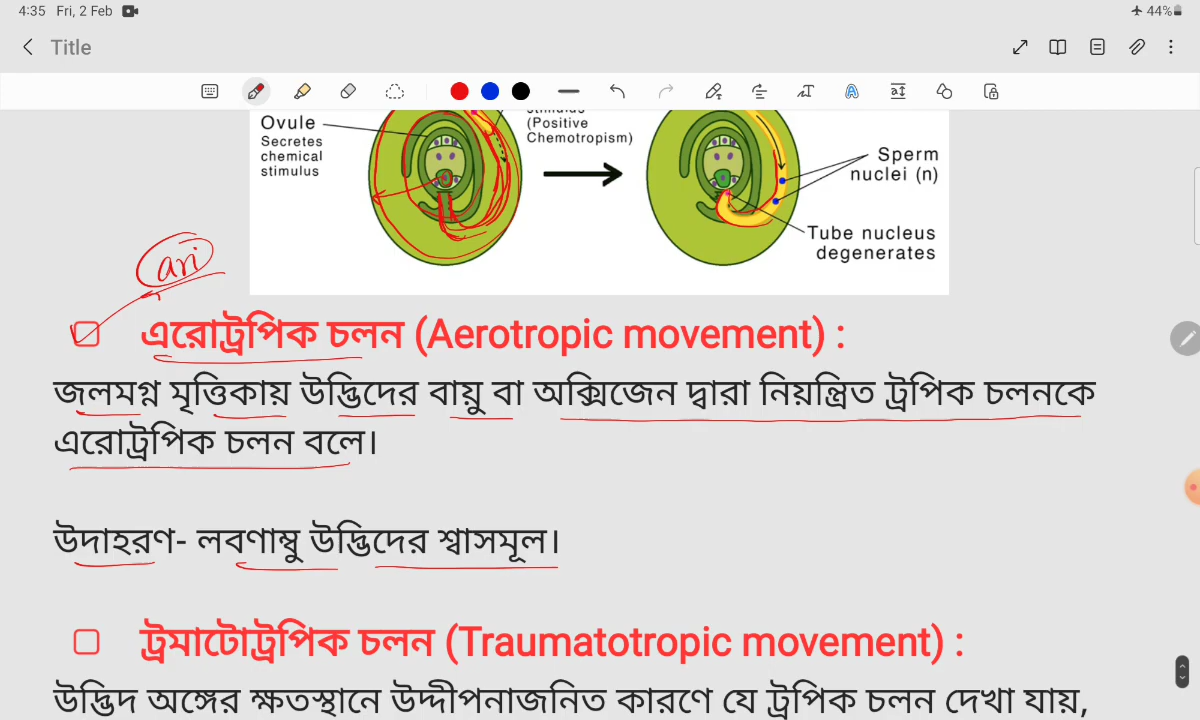 4:35 Fri, 2 Feb
44%
Title
Ovule
Secretes
chemical
stimulus
stimulus
(Positive
Chemotropism)
Sperm
nuclei (n)
Tube nucleus
degenerates
ari
এরোট্রপিক চলন (Aerotropic movement) :
জলমগ্ন মৃত্তিকায় উদ্ভিদের বায়ু বা অক্সিজেন দ্বারা নিয়ন্ত্রিত ট্রপিক চলনকে
এরোট্রপিক চলন বলে।
উদাহরণ- লবণাম্বু উদ্ভিদের শ্বাসমূল।
ট্রমাটোট্রপিক চলন (Traumatotropic movement) :
উদ্ভিদ অঙ্গের ক্ষতস্থানে উদ্দীপনাজনিত কারণে যে ট্রপিক চলন দেখা যায়,